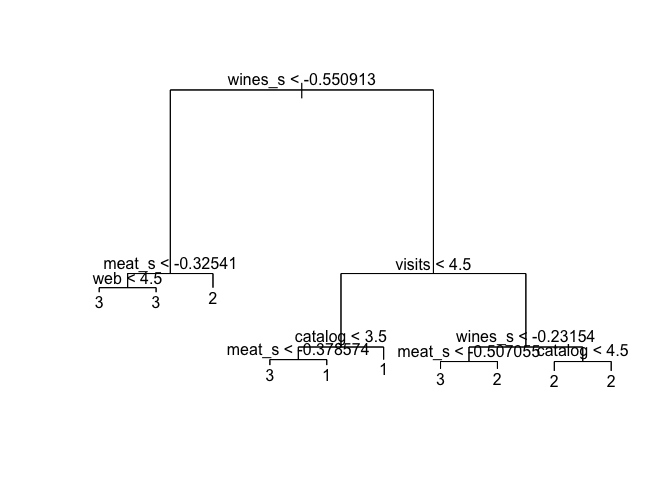 wines_s < -0.550913
meat_s < -0.32541
visits < 4.5
web < 4.5
3
3
2
catalog < 3.5
wines_s < -0.23154
meat_s < -0.378574
meat_s < -0.507055
catalog < 4.5
3
1
1
3
2
2
2